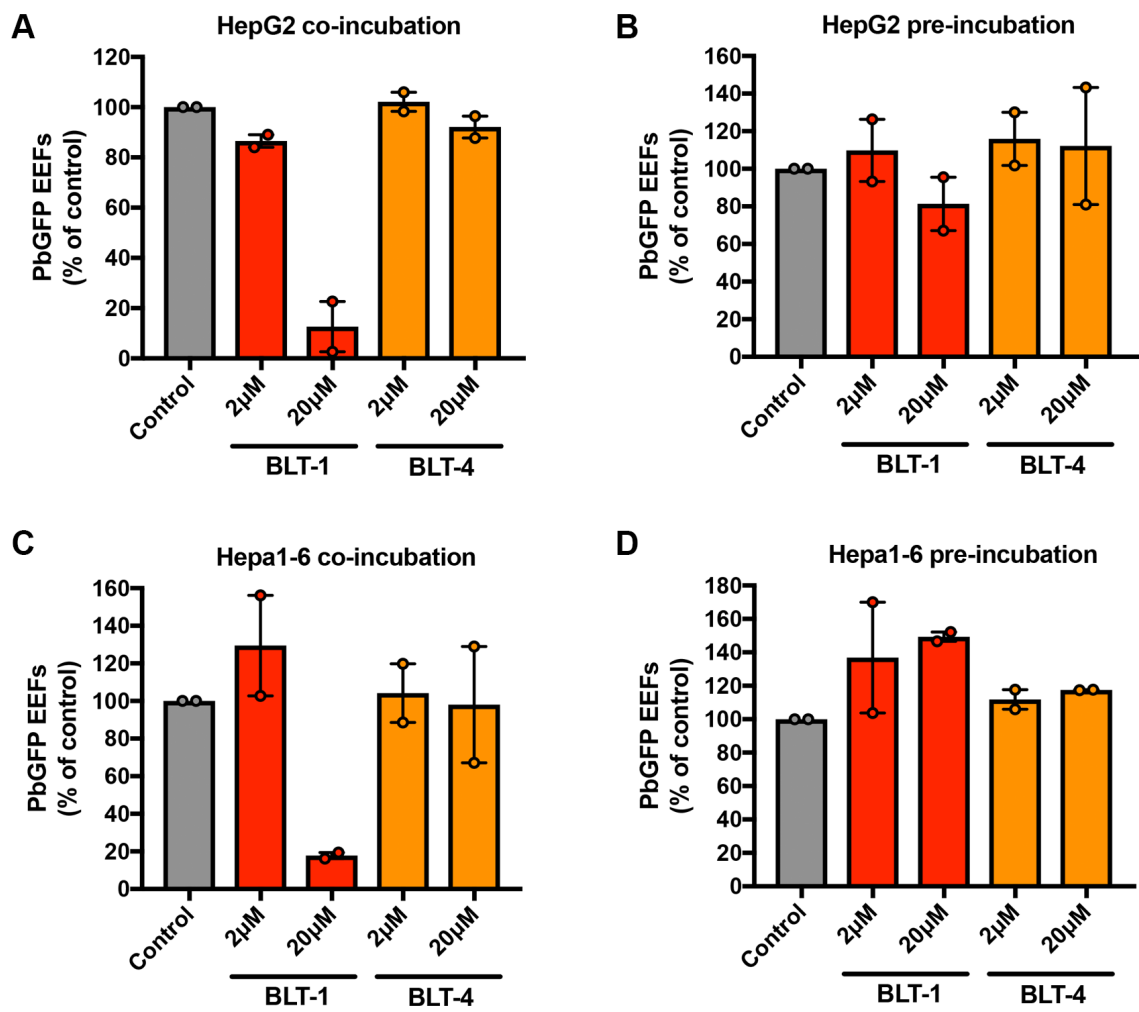 A
HepG2 co-incubation
PbGFP EEFs
(% of control)
120
100
80
60
40
20
0
Control
2µM
20µM
2µM
20µM
BLT-1
BLT-4
B
HepG2 pre-incubation
PbGFP EEFs
(% of control)
160
140
120
100
80
60
40
20
0
Control
2µM
20µM
2µM
20µM
BLT-1
BLT-4
C
Hepa1-6 co-incubation
PbGFP EEFs
(% of control)
160
140
120
100
80
60
40
20
0
Control
2µM
20µM
2µM
20µM
BLT-1
BLT-4
D
Hepa1-6 pre-incubation
PbGFP EEFs
(% of control)
180
160
140
120
100
80
60
40
20
0
Control
2µM
20µM
2µM
20µM
BLT-1
BLT-4